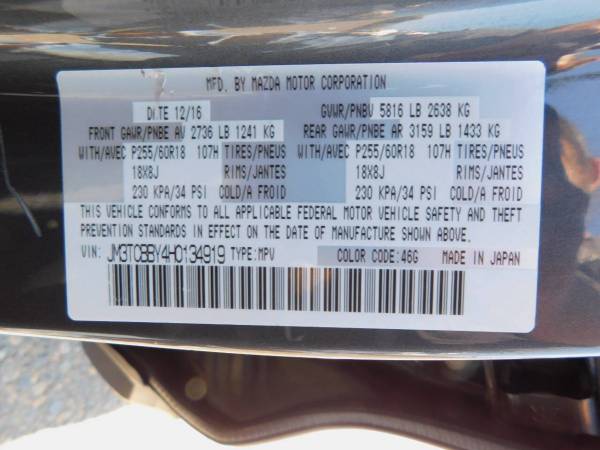 MFD. BY MAZDA MOTOR CORPORATION
DATE 12/16 GVWR/PNBV 5816 LB 2638 KG
FRONT GAWR/PNBE AV 2736 LB 1241 KG REAR GAWR/PNBE AR 3159 LB 1433 KG
WITH/AVEC P255/60R18 107H TIRES/PNEUS WITH/AVEC P255/60R18 107H TIRES/PNEUS
18X8J RIMS/JANTES 18X8J RIMS/JANTES
230 KPA/34 PSI COLD/A FROID 230 KPA/34 PSI COLD/A FROID
THIS VEHICLE CONFORMS TO ALL APPLICABLE FEDERAL MOTOR VEHICLE SAFETY AND THEFT
PREVENTION STANDARDS IN EFFECT ON THE DATE OF MANUFACTURE SHOWN ABOVE.
VIN: JM3TCBBY4H0134919 TYPE:MPV COLOR CODE:46G MADE IN JAPAN